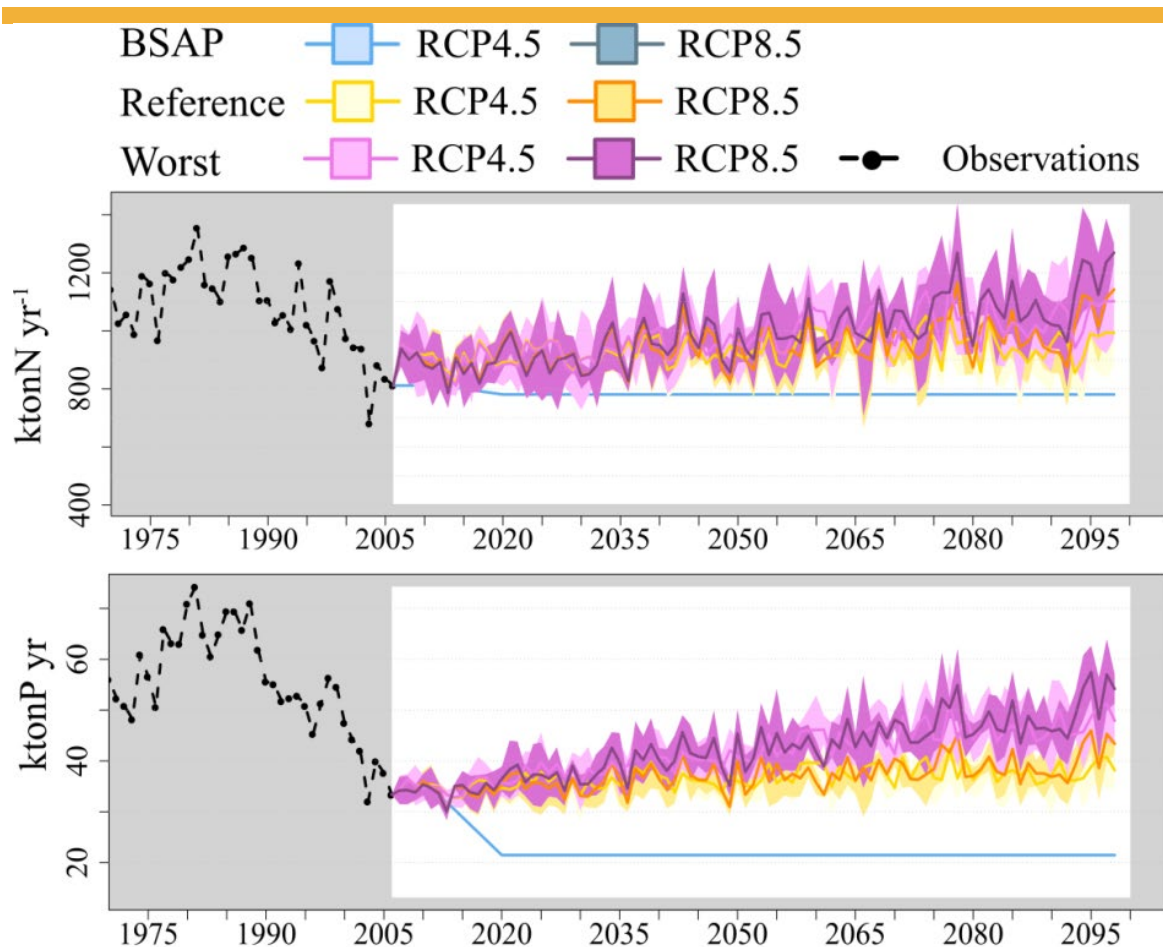 BSAP RCP4.5 RCP8.5
Reference RCP4.5 RCP8.5
Worst RCP4.5 RCP8.5 Observations
ktonN yr⁻¹
1200
800
400
1975 1990 2005 2020 2035 2050 2065 2080 2095
ktonP yr
60
40
20
1975 1990 2005 2020 2035 2050 2065 2080 2095